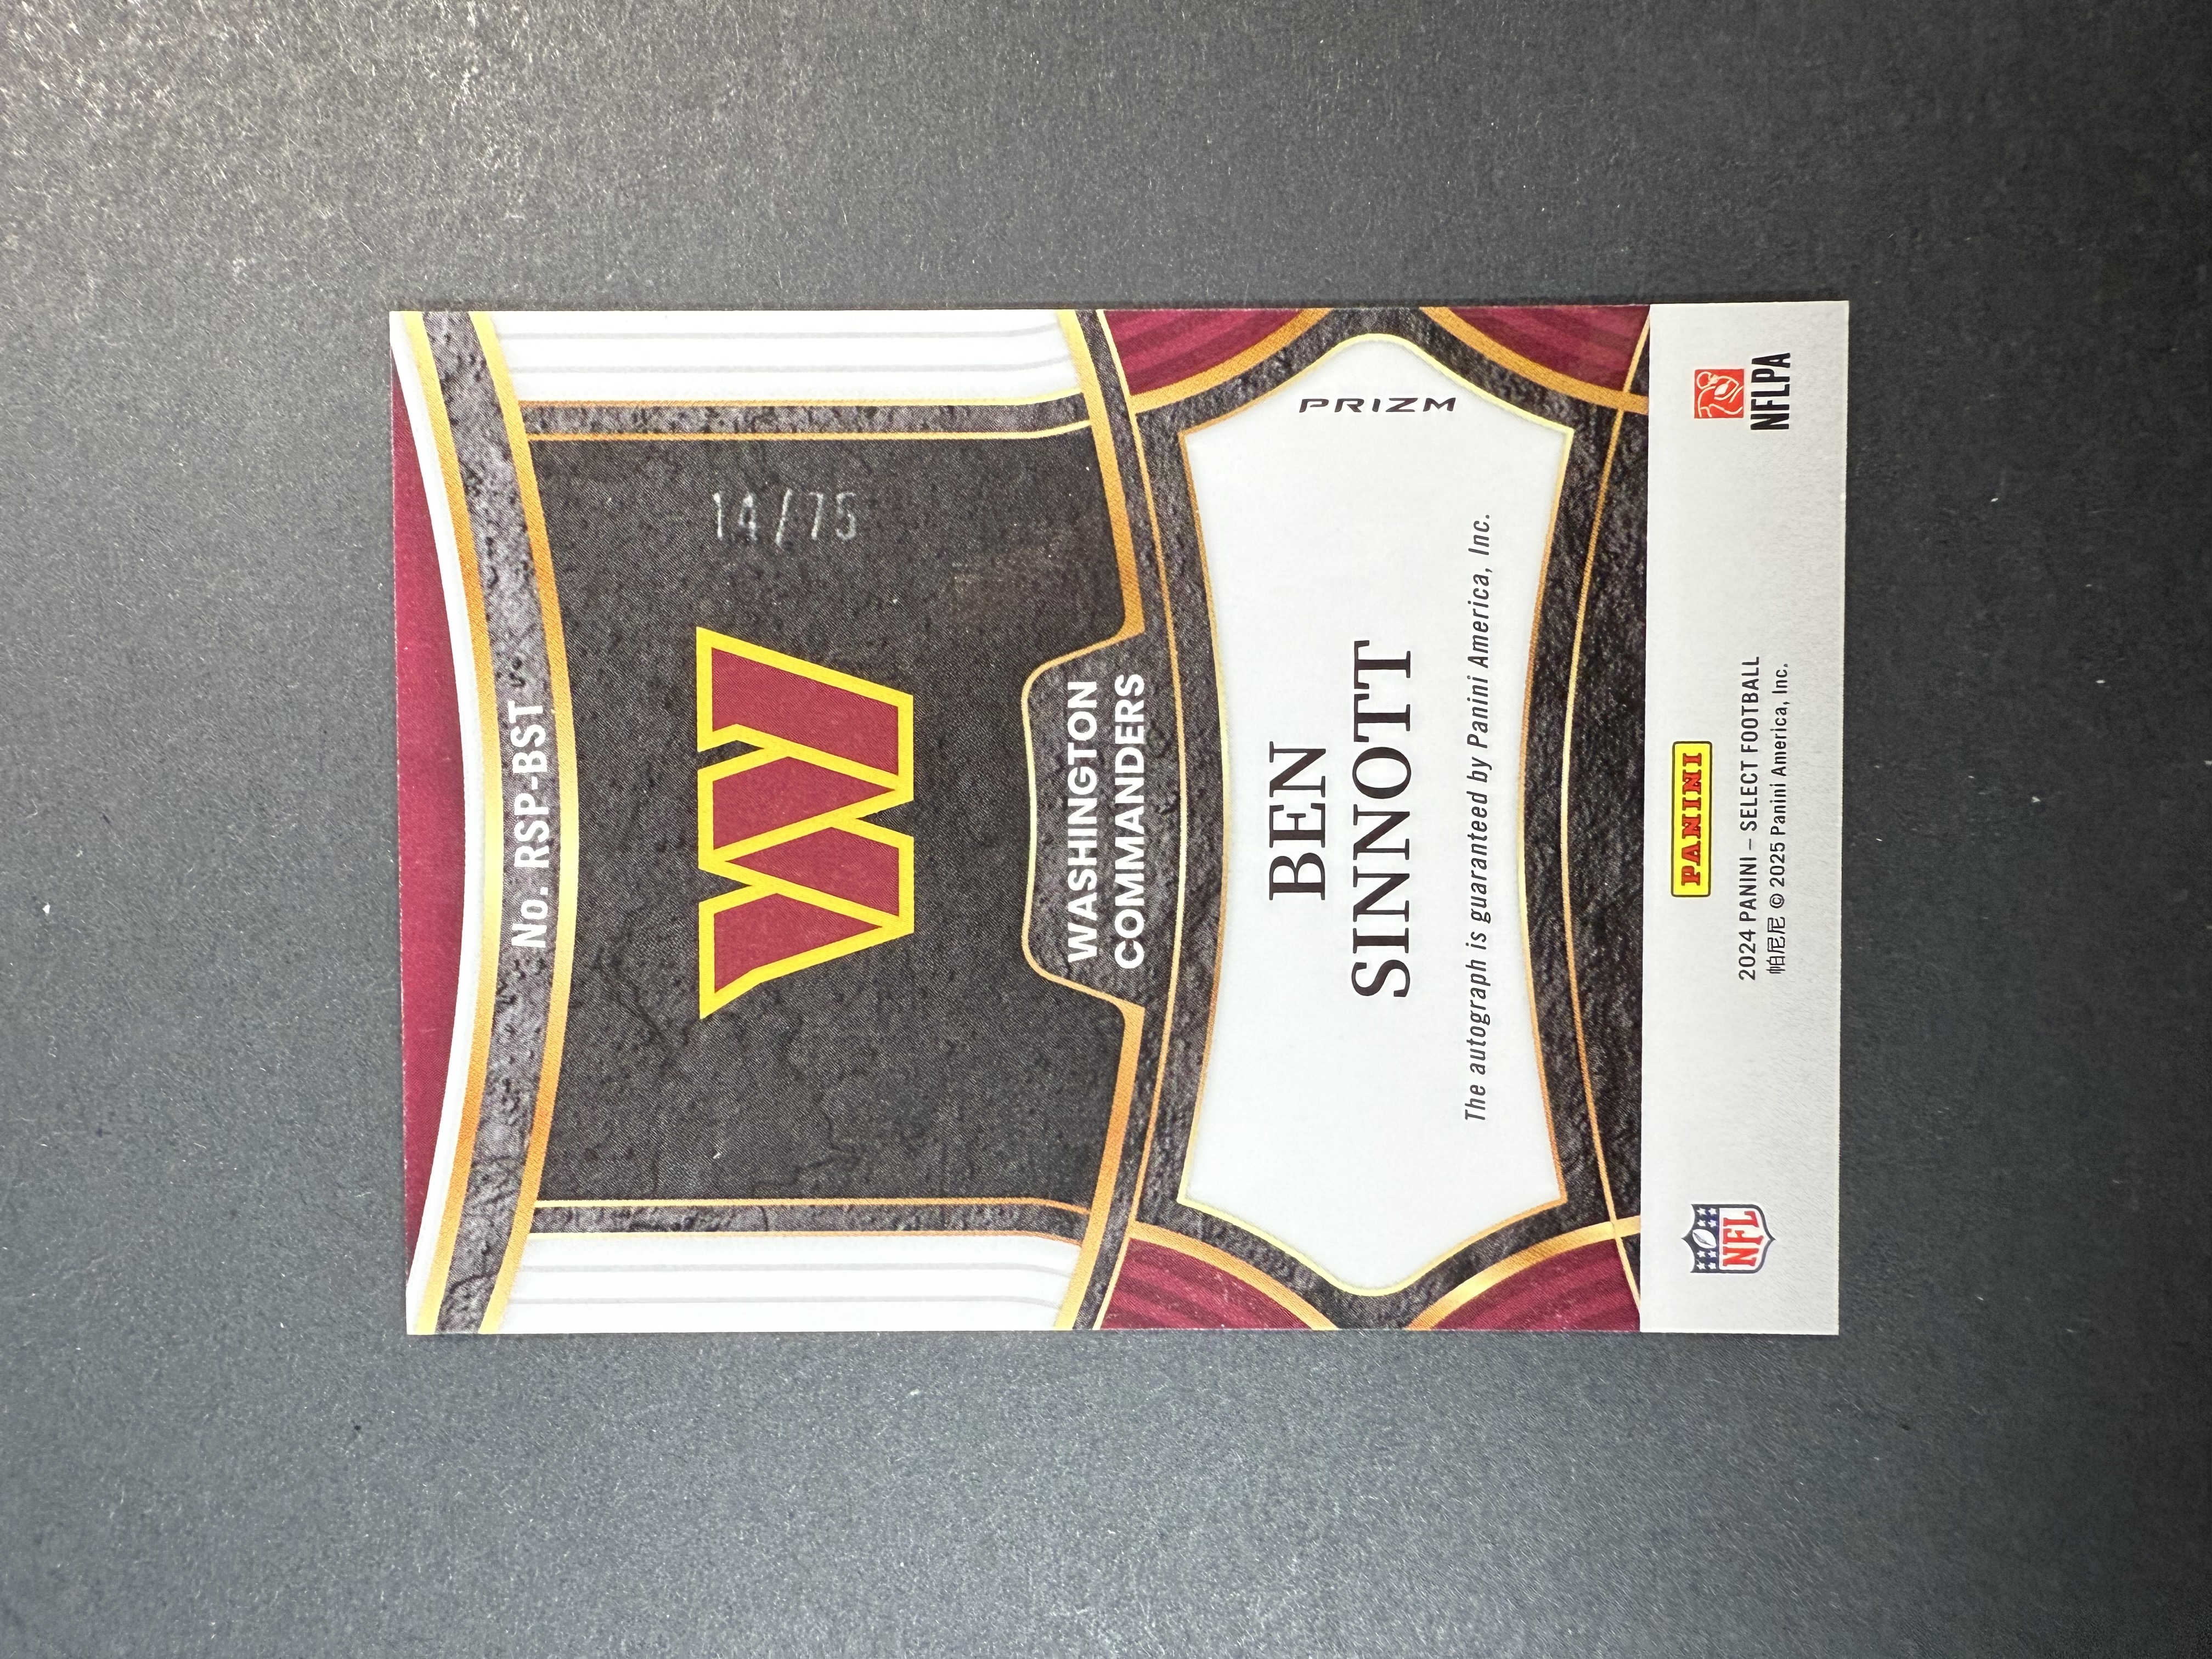 No. RSP-BST
14/75
WASHINGTON
COMMANDERS
PRIZM
BEN
SINNOTT
The autograph is guaranteed by Panini America, Inc.
NFL
PANINI
2024 PANINI – SELECT FOOTBALL
帕尼尼 © 2025 Panini America, Inc.
NFLPA